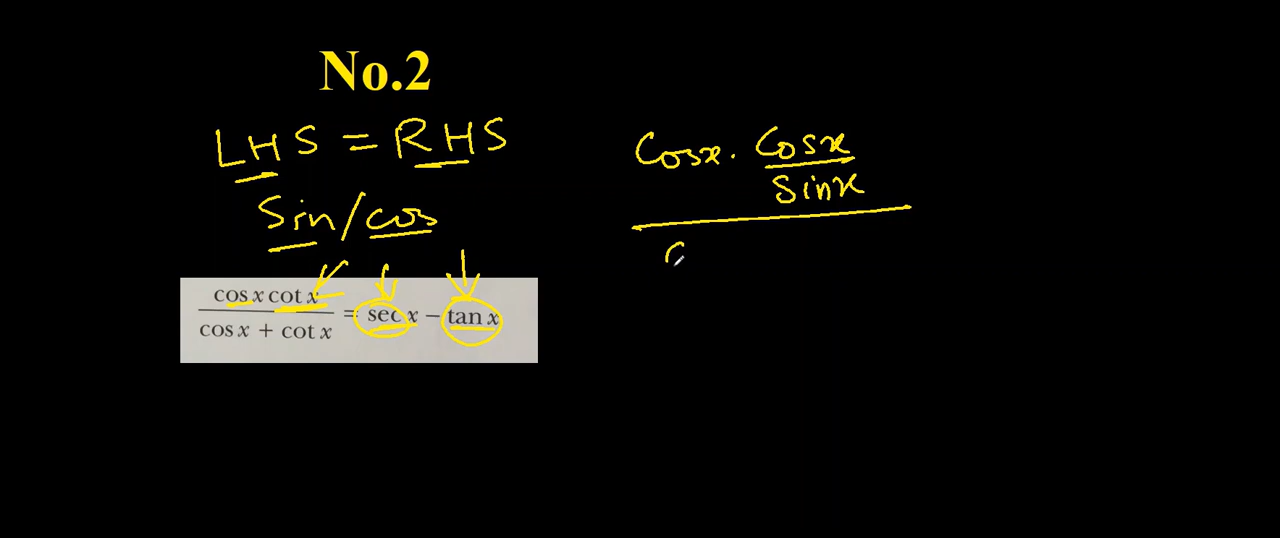 No.2
LHS = RHS
Sin/cos
cos x cot x
cos x + cot x
= sec x − tan x
Cosx . Cosx
Sinx